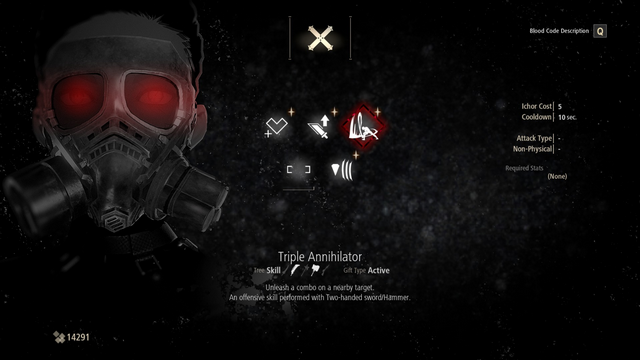 Blood Code Description Q
Ichor Cost 5
Cooldown 10 sec.
Attack Type -
Non-Physical -
Required Stats
(None)
Triple Annihilator
Tree Skill Gift Type Active
Unleash a combo on a nearby target.
An offensive skill performed with Two-handed sword/Hammer.
14291